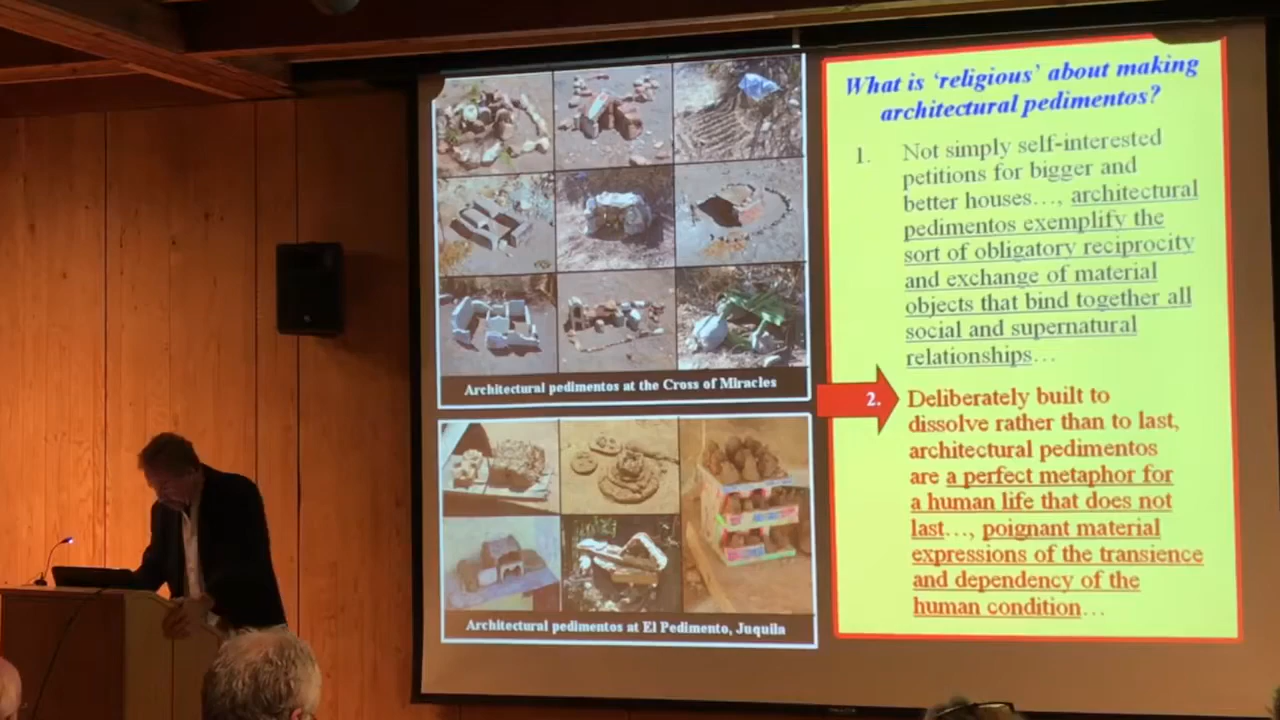 What is 'religious' about making
architectural pedimentos?
1. Not simply self-interested
petitions for bigger and
better houses…, architectural
pedimentos exemplify the
sort of obligatory reciprocity
and exchange of material
objects that bind together all
social and supernatural
relationships…
2. Deliberately built to
dissolve rather than to last,
architectural pedimentos
are a perfect metaphor for
a human life that does not
last…, poignant material
expressions of the transience
and dependency of the
human condition…
Architectural pedimentos at the Cross of Miracles
Architectural pedimentos at El Pedimento, Juquila